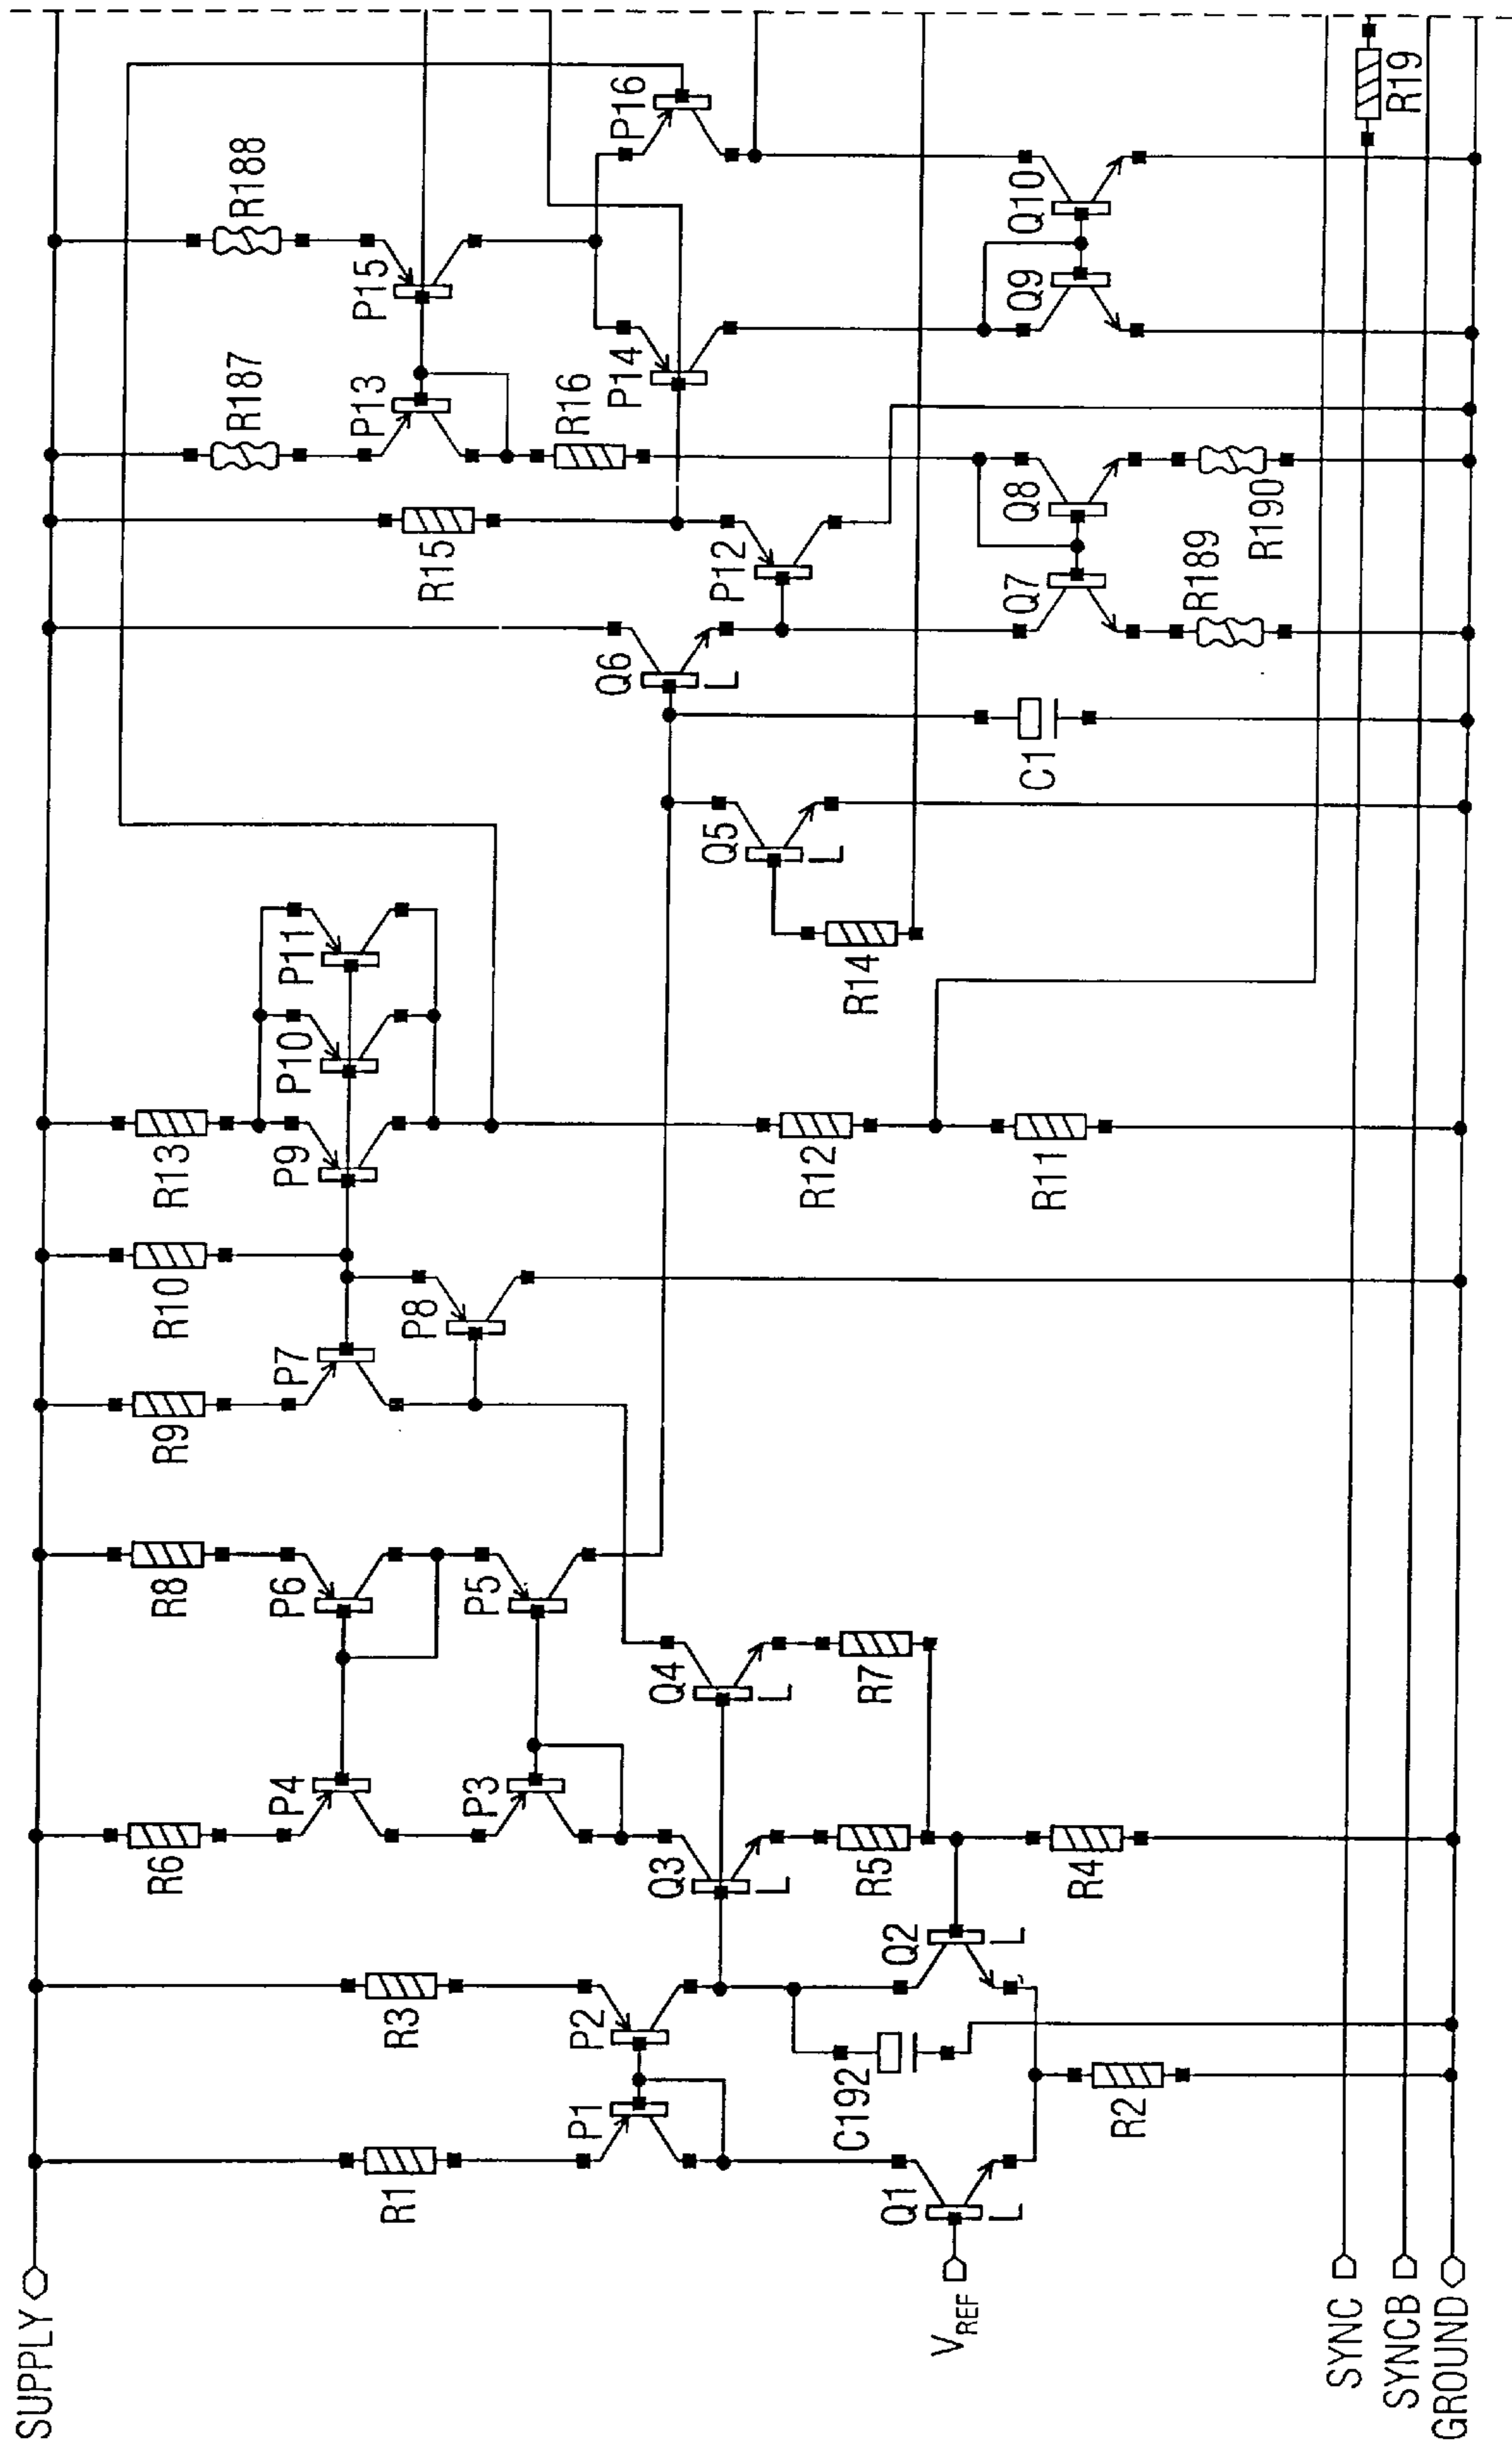 SUPPLY
R1
R3
R6
R8
R9
R10
R13
R187
R188
P1
P2
P4
P6
P3
P5
P7
P8
P9
P10
P11
R15
P13
P15
R16
P14
P16
Q6
L
P12
Q5
L
R14
Q3
L
Q4
L
R5
R7
R12
R11
C1
Q7
Q8
Q9
Q10
R189
R190
VREF
Q1
L
C192
Q2
L
R2
R4
SYNC
SYNCB
GROUND
R19